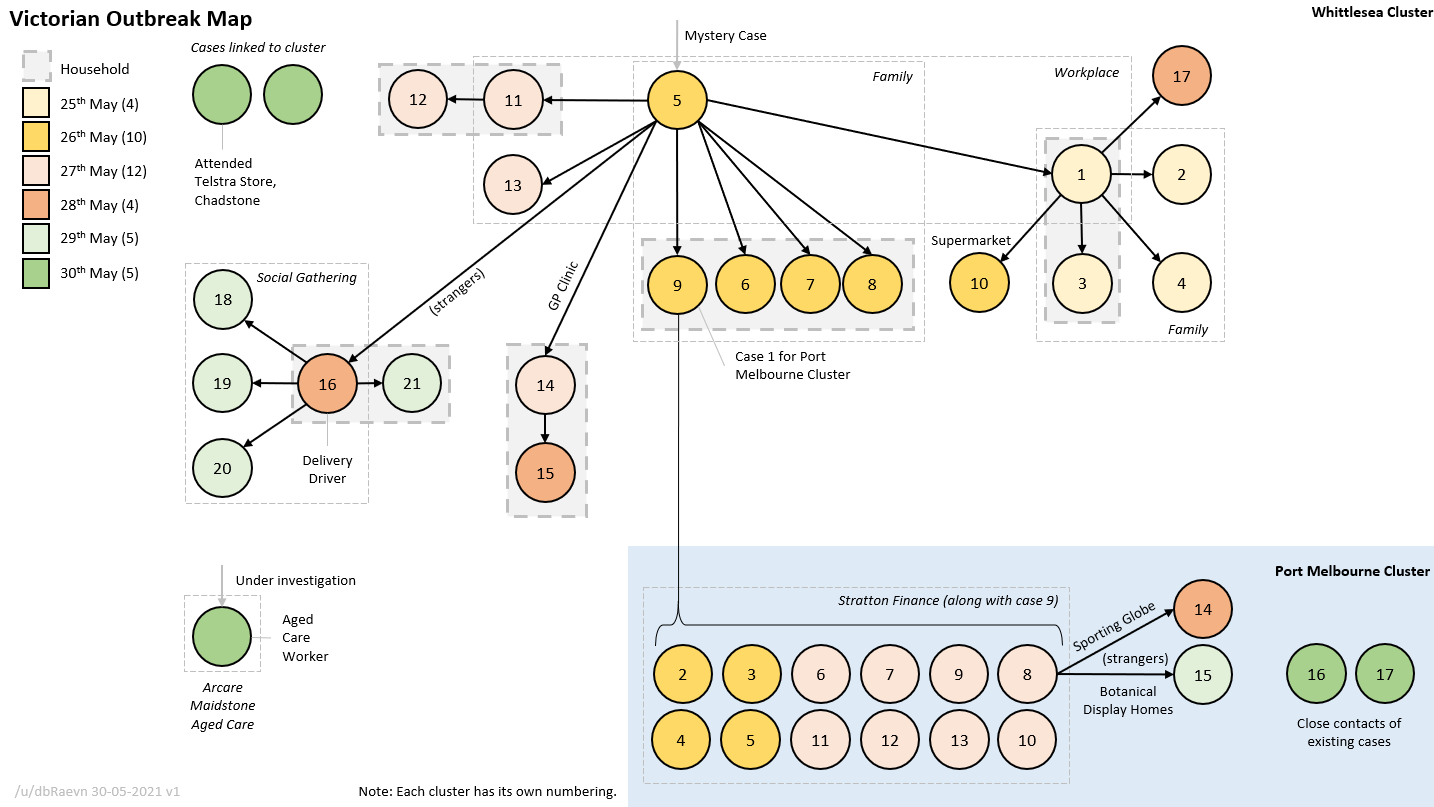 Victorian Outbreak Map
Whittlesea Cluster
Household
25th May (4)
26th May (10)
27th May (12)
28th May (4)
29th May (5)
30th May (5)
Cases linked to cluster
Attended
Telstra Store,
Chadstone
Mystery Case
Family
Workplace
12
11
5
17
13
1
2
Supermarket
9
6
7
8
10
3
4
Family
(strangers)
GP Clinic
Case 1 for Port
Melbourne Cluster
Social Gathering
18
19
16
21
20
Delivery
Driver
14
15
Under investigation
Aged
Care
Worker
Arcare
Maidstone
Aged Care
Port Melbourne Cluster
Stratton Finance (along with case 9)
2
3
6
7
9
8
4
5
11
12
13
10
Sporting Globe
14
(strangers)
15
Botanical
Display Homes
16
17
Close contacts of
existing cases
/u/dbRaevn 30-05-2021 v1
Note: Each cluster has its own numbering.